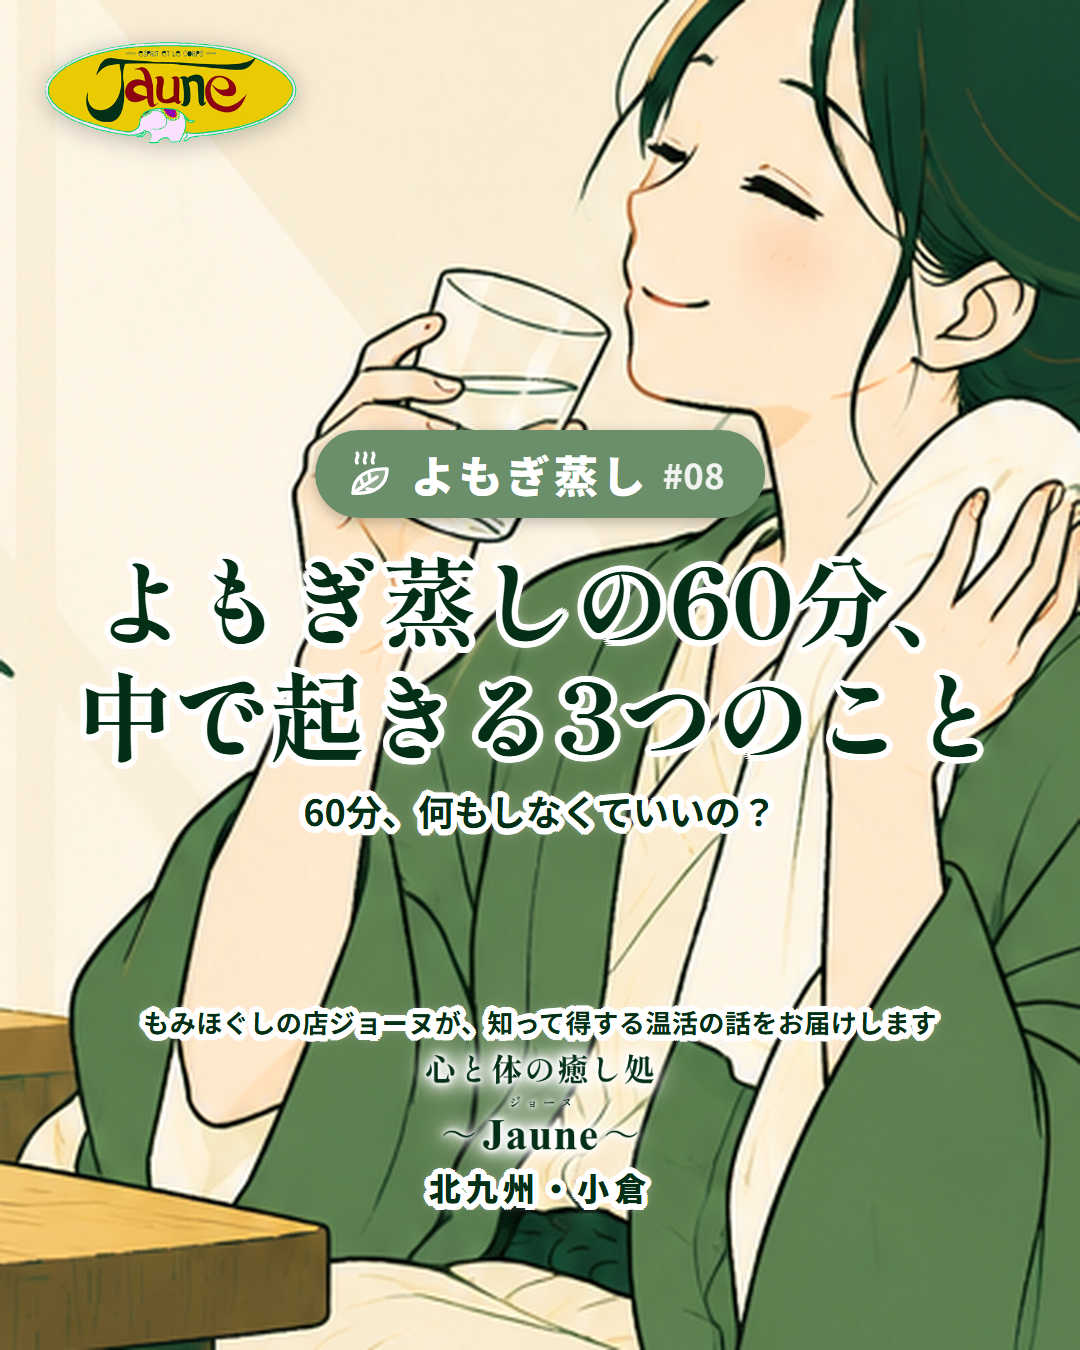 ESPRIT ET LE CORPS
Jaune
よもぎ蒸し #08
よもぎ蒸しの60分、
中で起きる3つのこと
60分、何もしなくていいの？
もみほぐしの店ジョーヌが、知って得する温活の話をお届けします
心と体の癒し処
ジョーヌ
～Jaune～
北九州・小倉